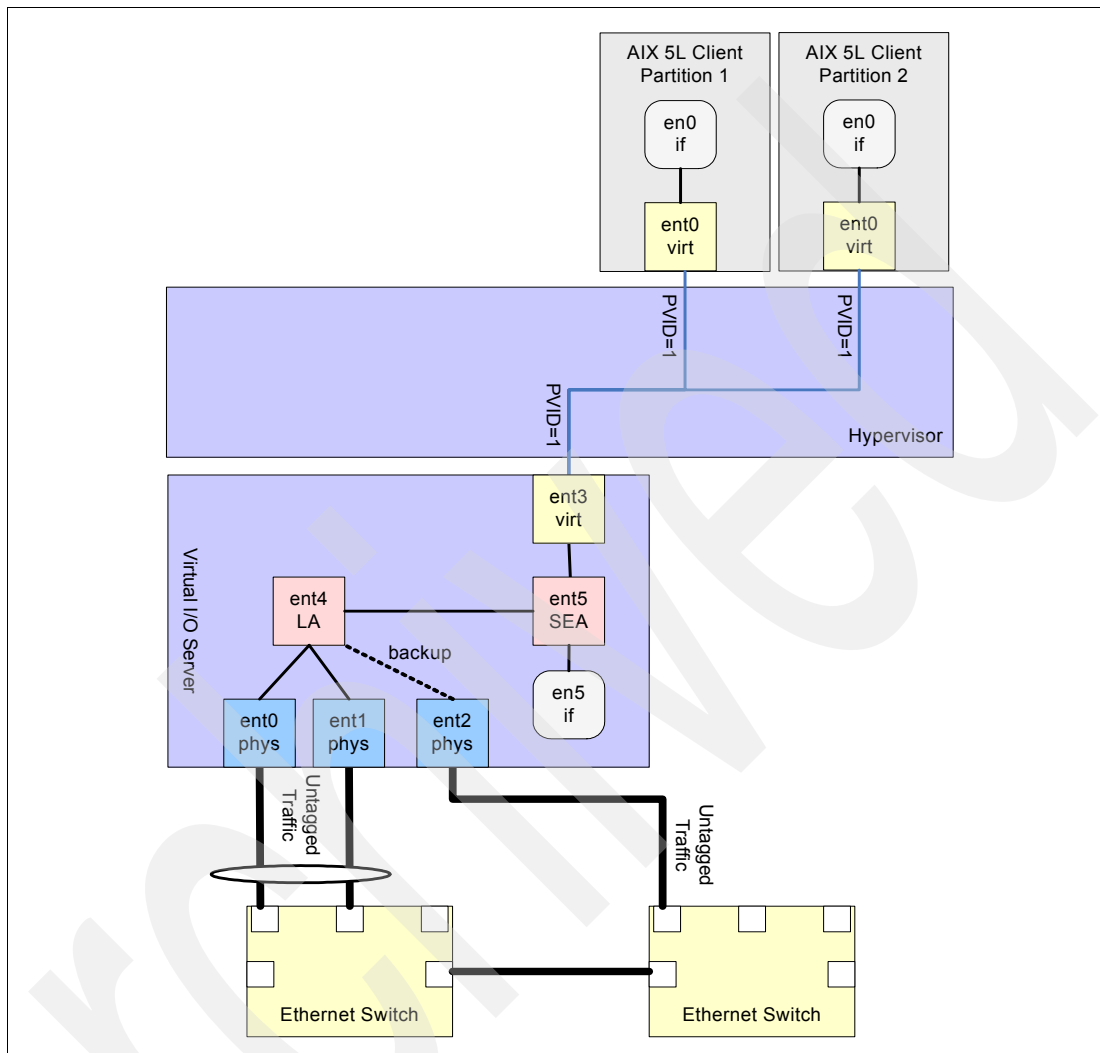 AIX 5L Client
Partition 1
AIX 5L Client
Partition 2
en0
if
en0
if
ent0
virt
ent0
virt
PVID=1
PVID=1
PVID=1
Hypervisor
ent3
virt
Virtual I/O Server
ent4
LA
ent5
SEA
backup
en5
if
ent0
phys
ent1
phys
ent2
phys
Untagged
Traffic
Untagged
Traffic
Ethernet Switch
Ethernet Switch